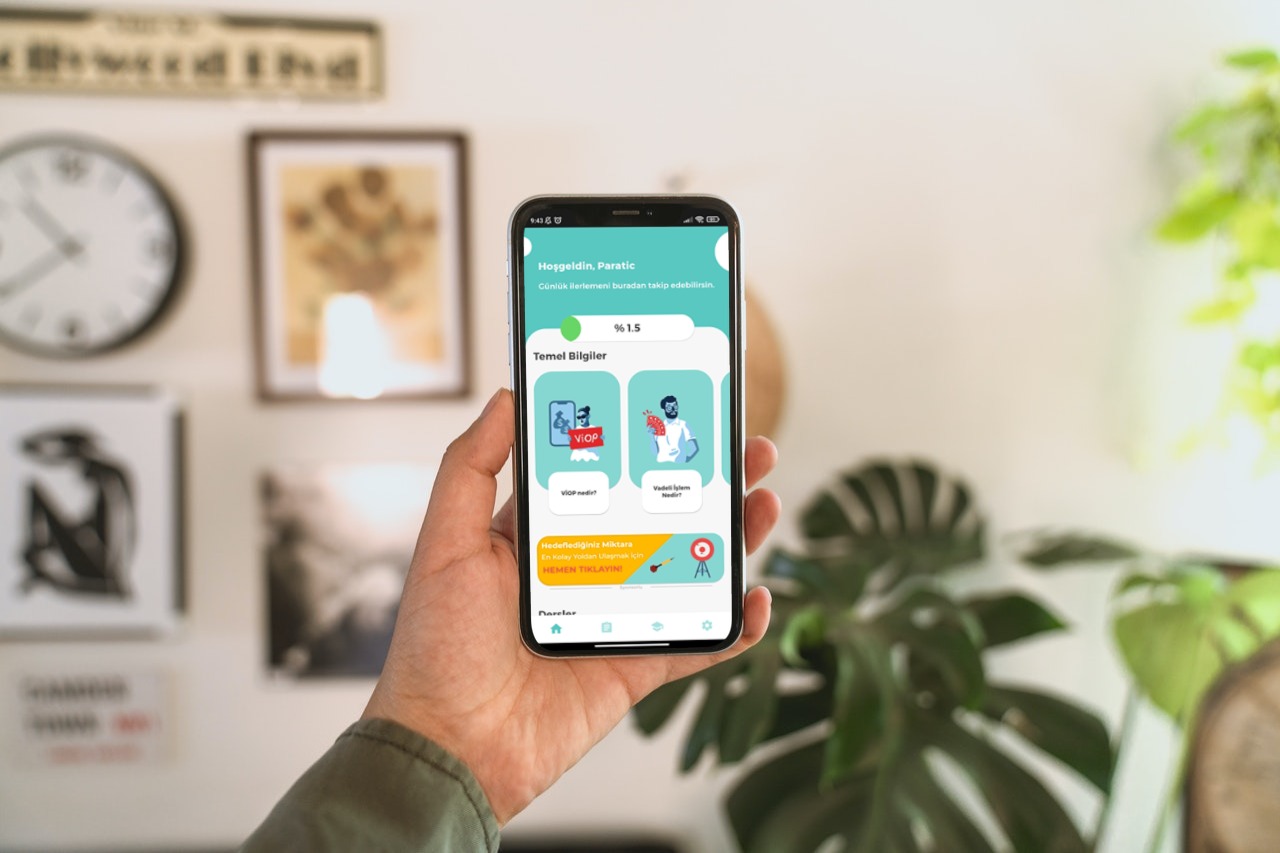 9:43
Hoşgeldin, Paratic
Günlük ilerlemeni buradan takip edebilirsin.
% 1.5
Temel Bilgiler
VİOP
VİOP nedir?
Vadeli İşlem
Nedir?
Hedeflediğiniz Miktara
En Kolay Yoldan Ulaşmak için
HEMEN TIKLAYIN!
Dersler